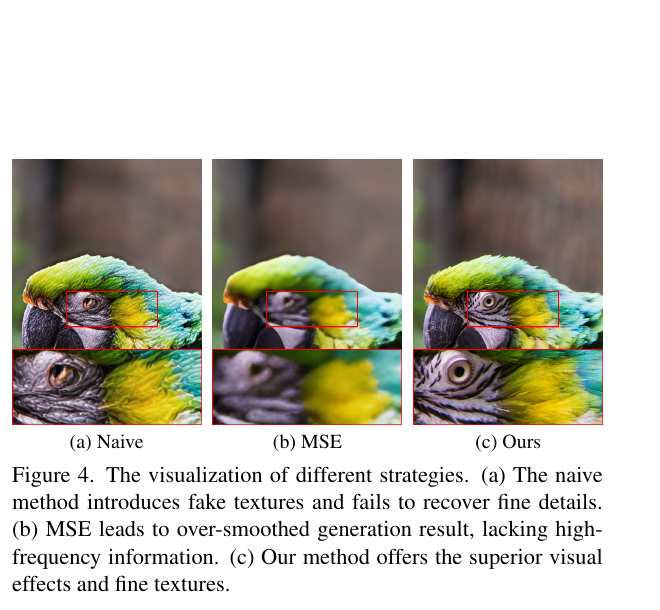 (a) Naive
(b) MSE
(c) Ours
Figure 4. The visualization of different strategies. (a) The naive
method introduces fake textures and fails to recover fine details.
(b) MSE leads to over-smoothed generation result, lacking high-
frequency information. (c) Our method offers the superior visual
effects and fine textures.